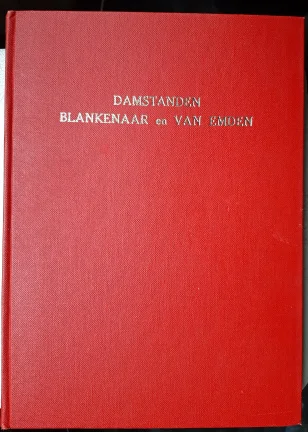 DAMSTANDEN
BLANKENAAR en VAN EMDEN